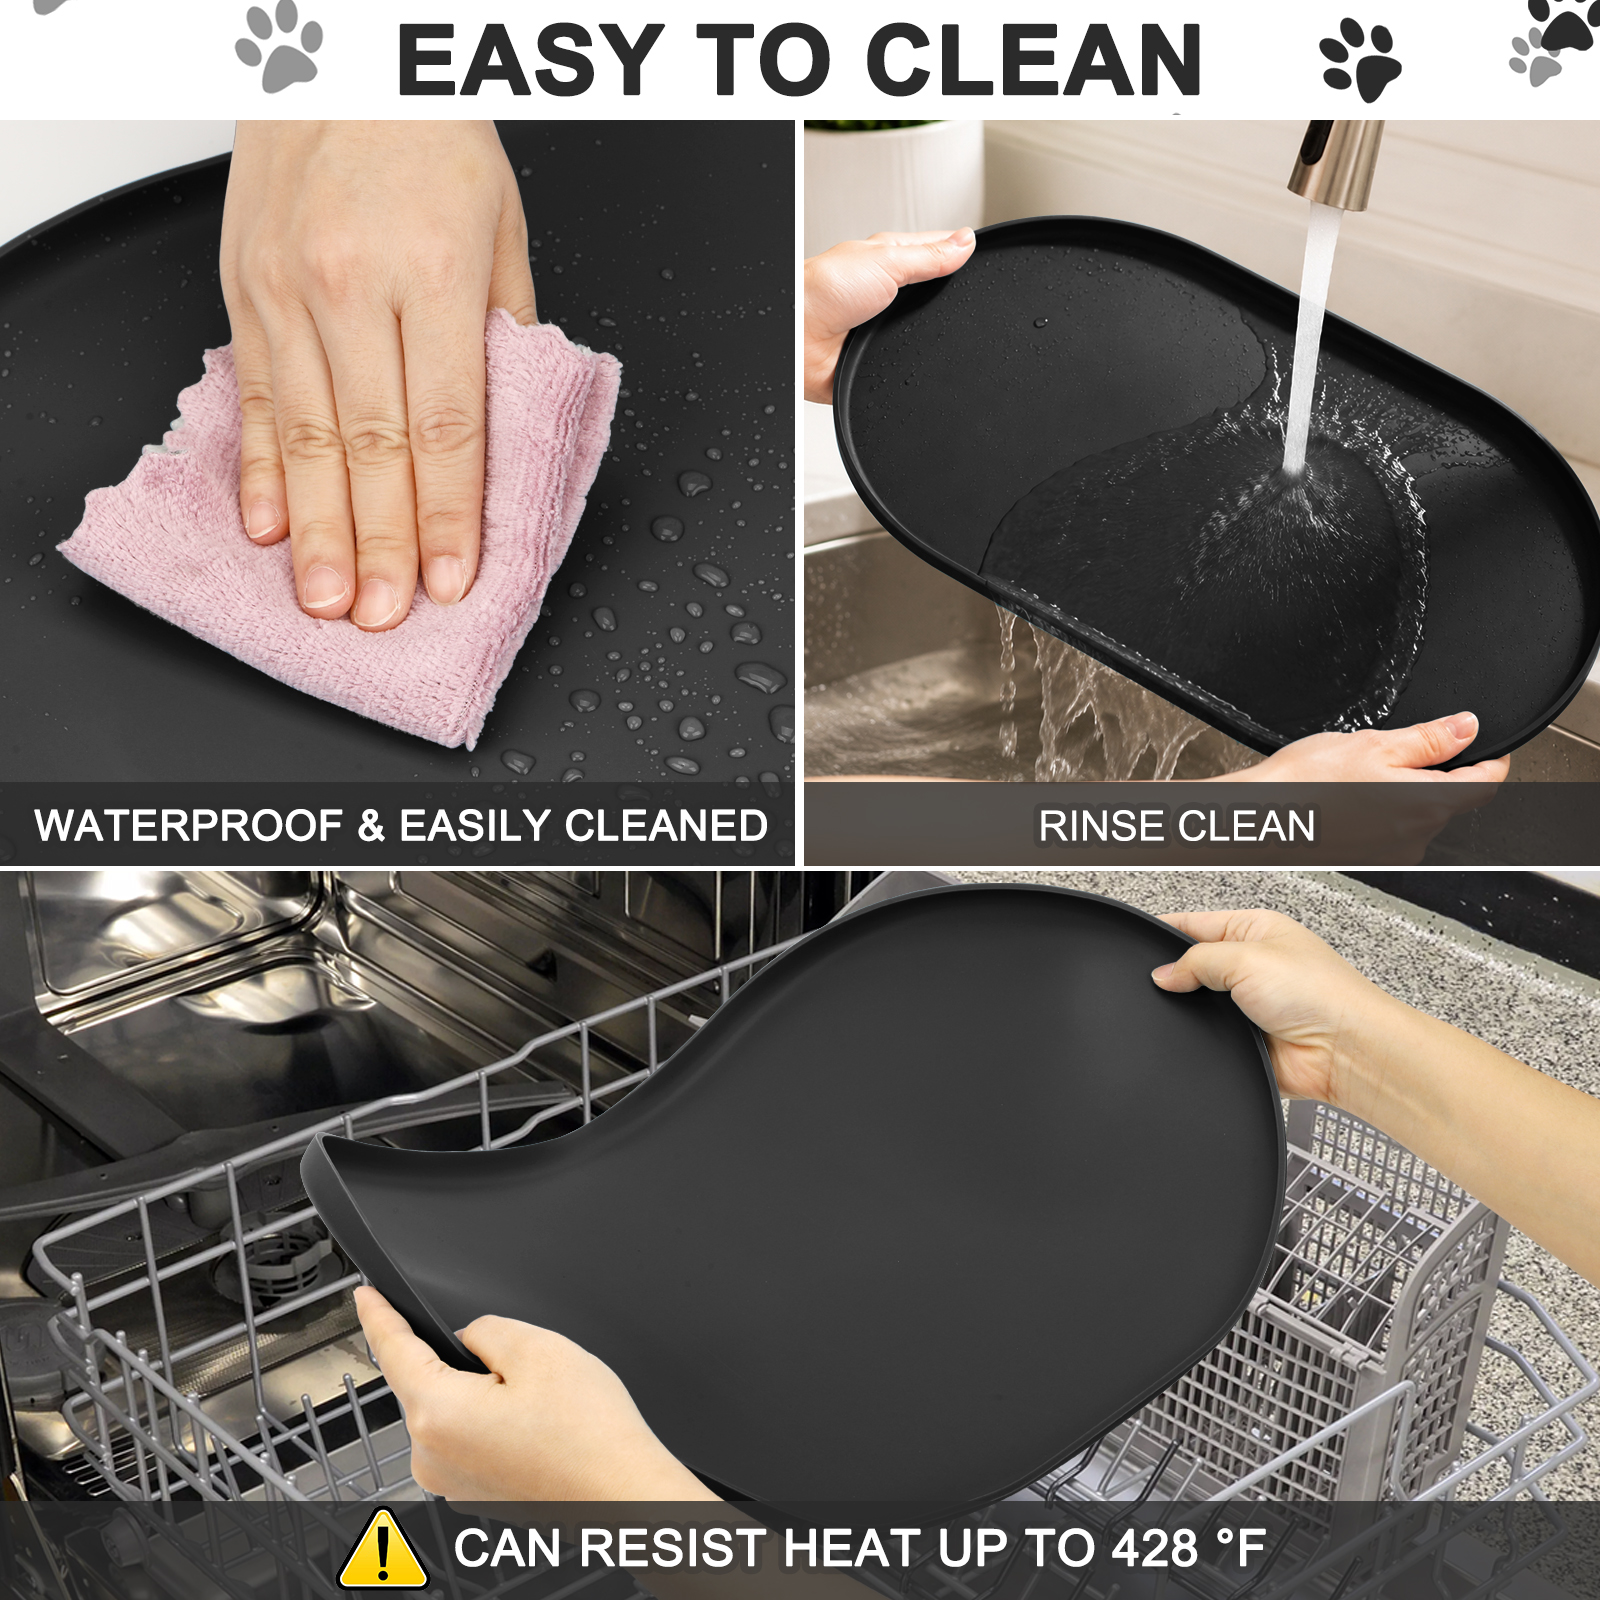 EASY TO CLEAN
WATERPROOF & EASILY CLEANED
RINSE CLEAN
CAN RESIST HEAT UP TO 428 °F